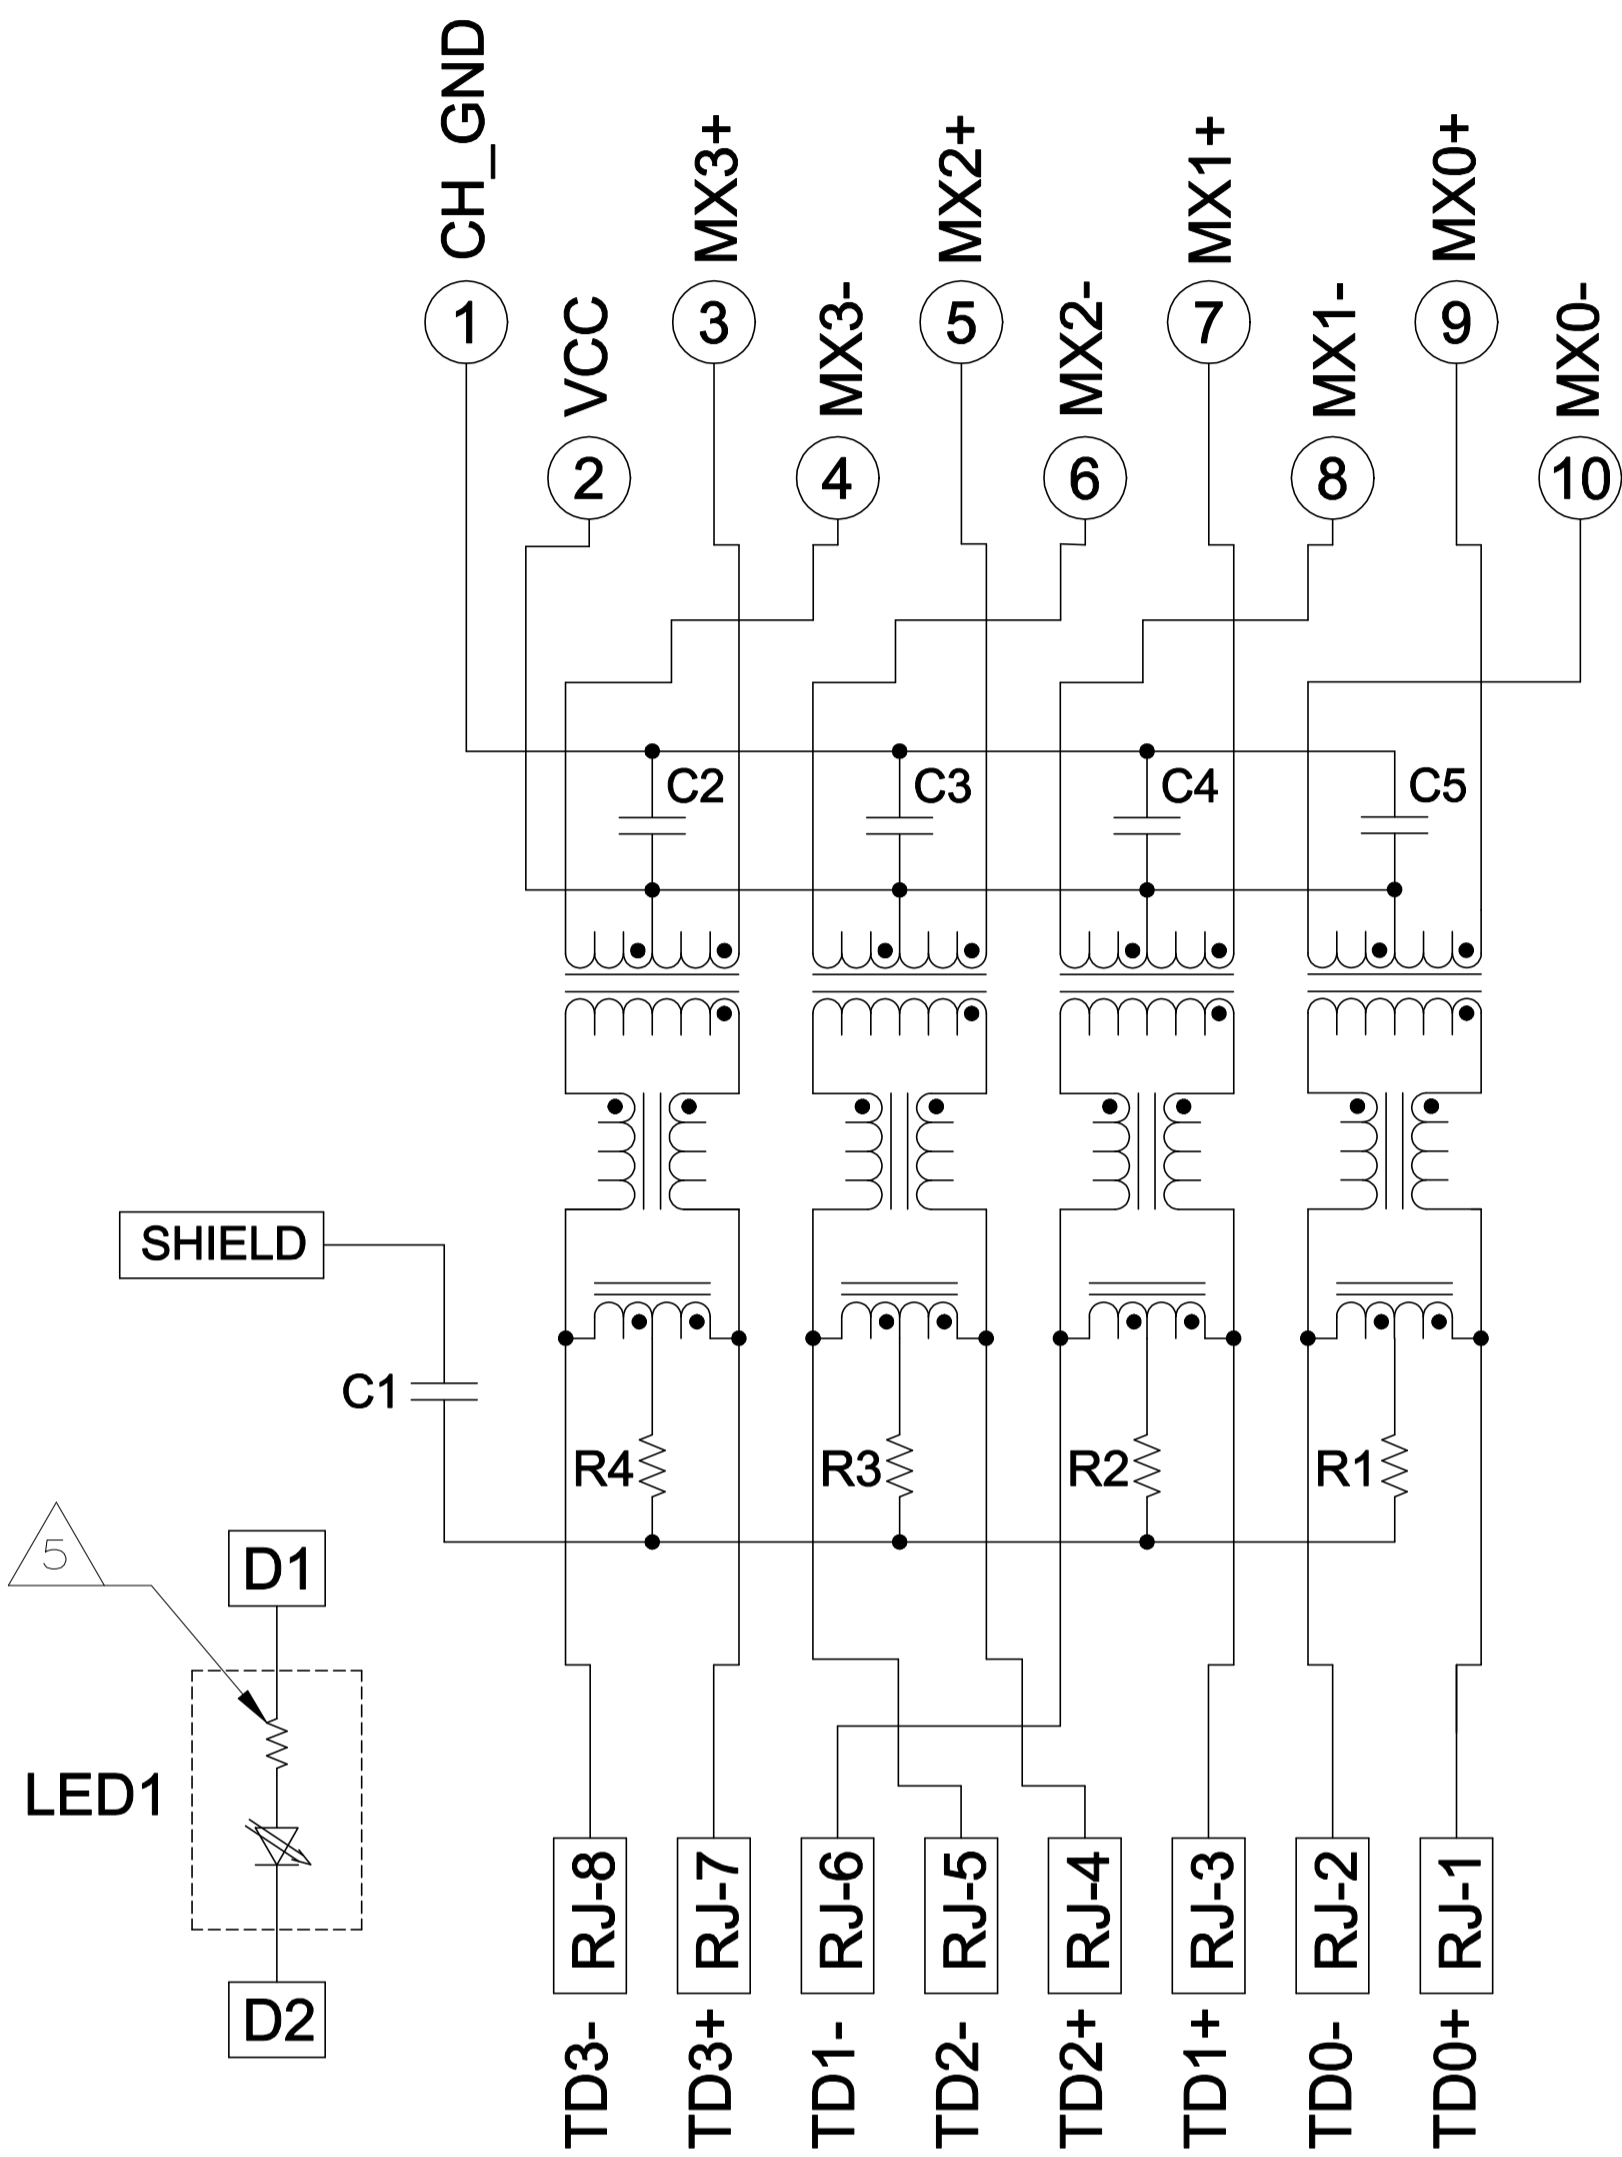 CH_GND
MX3+
MX2+
MX1+
MX0+
1
3
5
7
9
VCC
MX3-
MX2-
MX1-
MX0-
2
4
6
8
10
C2
C3
C4
C5
SHIELD
C1
R4
R3
R2
R1
5
D1
LED1
D2
RJ-8
RJ-7
RJ-6
RJ-5
RJ-4
RJ-3
RJ-2
RJ-1
TD3-
TD3+
TD1-
TD2-
TD2+
TD1+
TD0-
TD0+